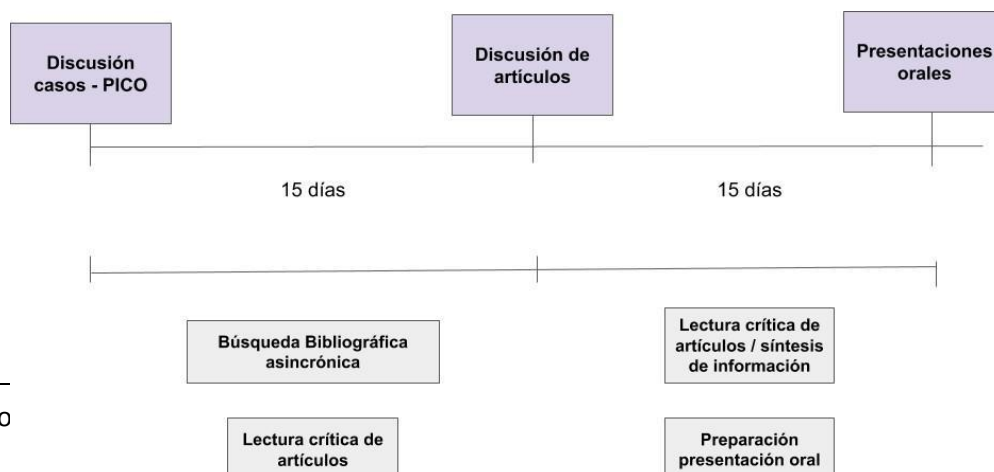 Discusión
casos - PICO
Discusión de
artículos
Presentaciones
orales
15 días
15 días
Búsqueda Bibliográfica
asincrónica
Lectura crítica de
artículos / síntesis
de información
Lectura crítica de
artículos
Preparación
presentación oral